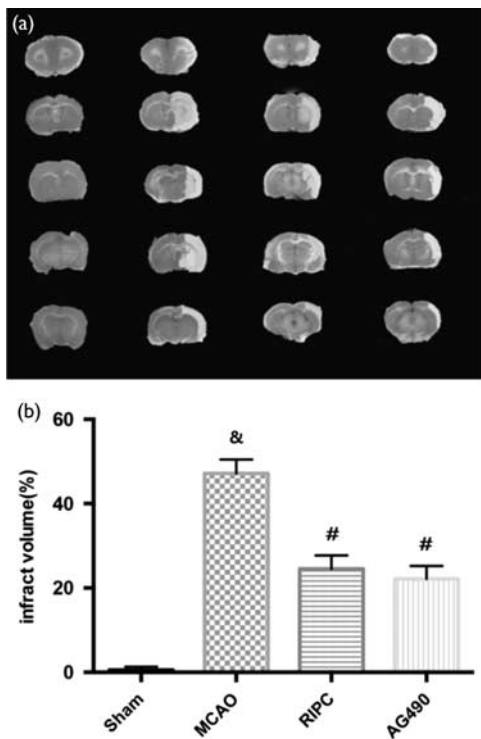 (a)
(b)
60
40
20
0
infract volume(%)
&
#
#
Sham
MCAO
RIPC
AG490